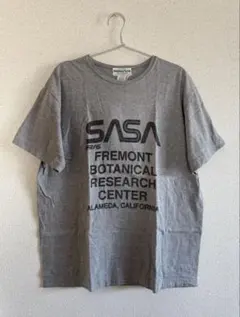 SASA
FREMONT
BOTANICAL
RESEARCH
CENTER
ALAMEDA, CALIFORNIA